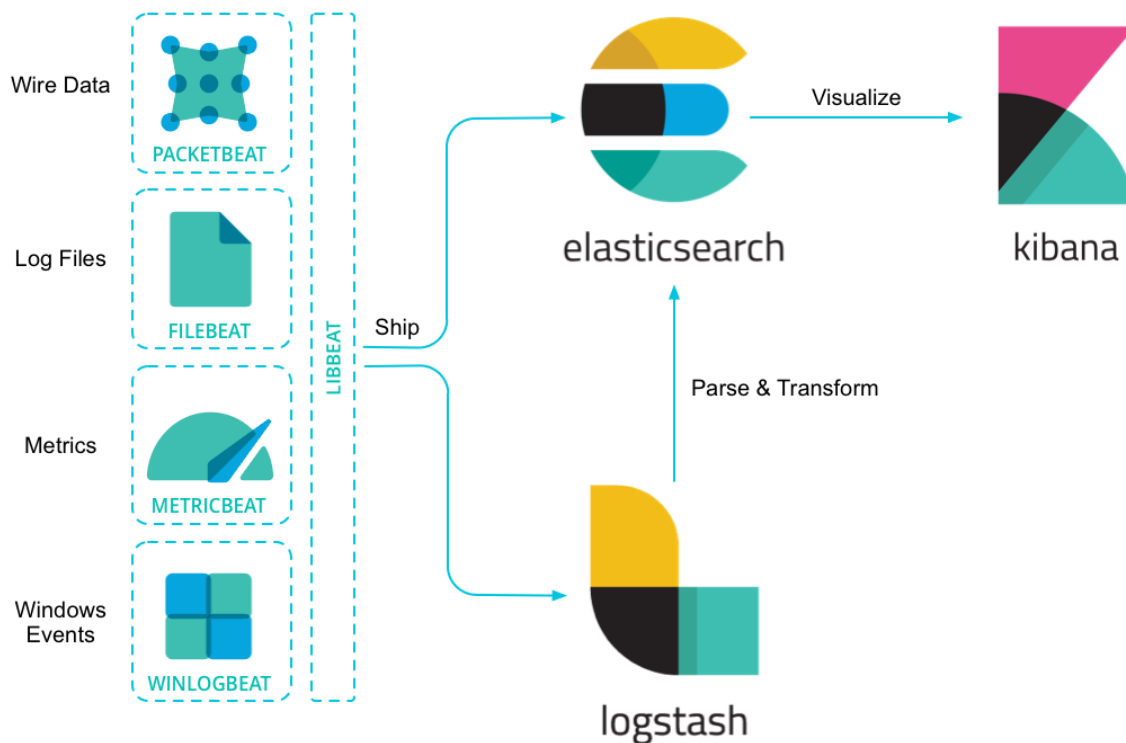 Wire Data
PACKETBEAT
Log Files
FILEBEAT
Metrics
METRICBEAT
Windows
Events
WINLOGBEAT
LIBBEAT
Ship
elasticsearch
Visualize
kibana
Parse & Transform
logstash